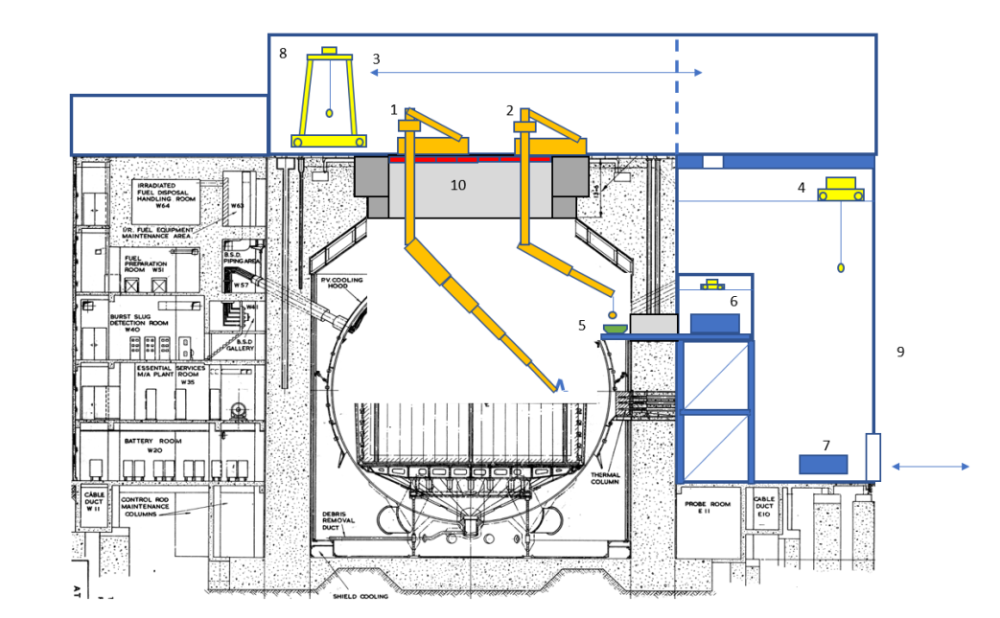 8
3
1
2
4
10
IRRADIATED
FUEL DISPOSAL
HANDLING ROOM
W64
W63
I/R. FUEL EQUIPMENT
MAINTENANCE AREA
FUEL
PREPARATION
ROOM W51
B.S.D.
PIPING AREA
W57
P.V. COOLING
HOOD
6
BURST SLUG
DETECTION ROOM
W40
W41
B.S.D
GALLERY
5
9
ESSENTIAL SERVICES
M/A PLANT ROOM
W35
BATTERY ROOM
W20
7
THERMAL
COLUMN
CABLE
DUCT
W11
CONTROL ROD
MAINTENANCE
COLUMNS
DEBRIS
REMOVAL
DUCT
PROBE ROOM
E11
CABLE
DUCT
E10
SHIELD COOLING
AT